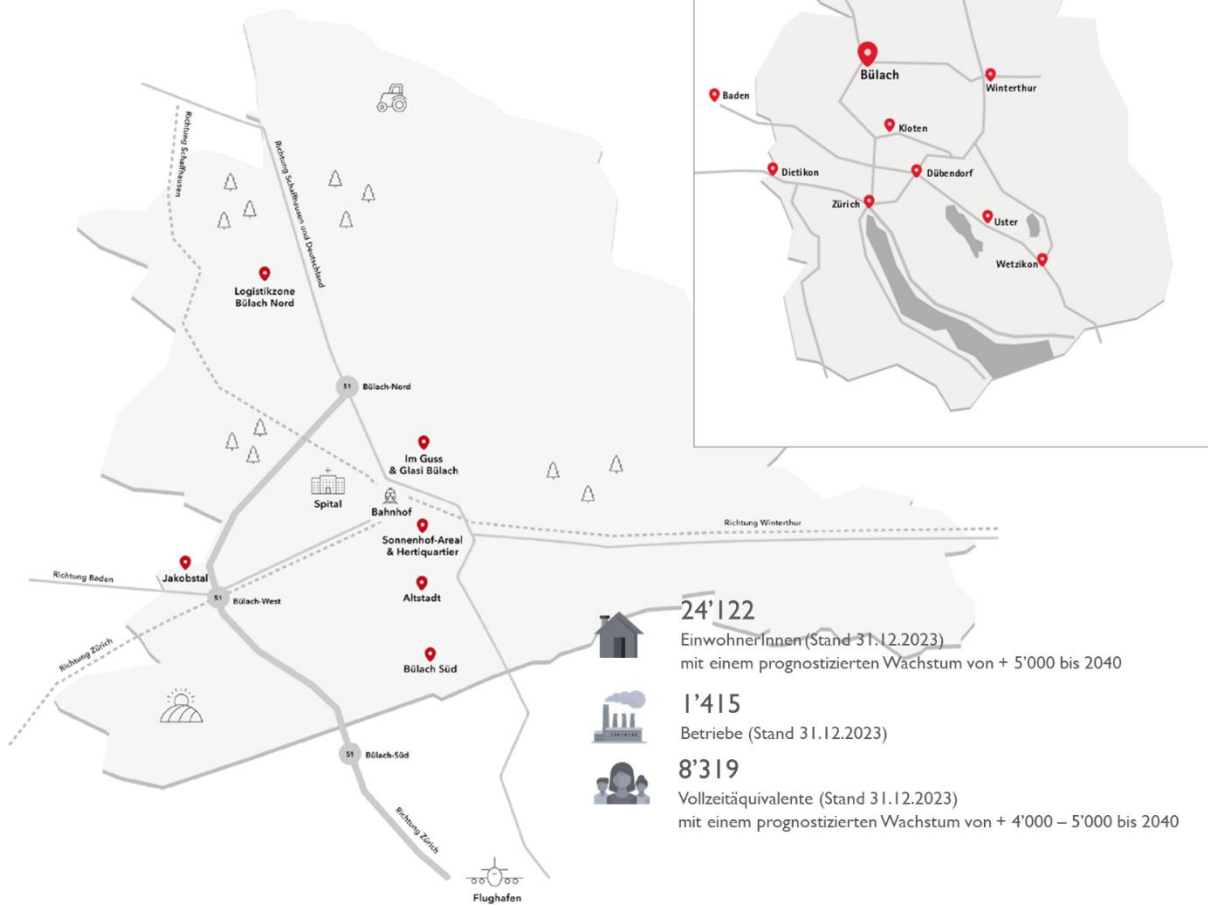 Richtung Schaffhausen
Richtung Schaffhausen und Deutschland
Logistikzone
Bülach Nord
51
Bülach-Nord
Im Guss
& Glasi Bülach
Spital
Bahnhof
Sonnenhof-Areal
& Hertiquartier
Richtung Winterthur
Jakobstal
Richtung Baden
51
Bülach-West
Altstadt
Richtung Zürich
Bülach Süd
51
Bülach-Süd
Richtung Zürich
Flughafen
Bülach
Winterthur
Baden
Kloten
Dietikon
Dübendorf
Zürich
Uster
Wetzikon
24’122
EinwohnerInnen (Stand 31.12.2023)
mit einem prognostizierten Wachstum von + 5’000 bis 2040
1’415
Betriebe (Stand 31.12.2023)
8’319
Vollzeitäquivalente (Stand 31.12.2023)
mit einem prognostizierten Wachstum von + 4’000 – 5’000 bis 2040